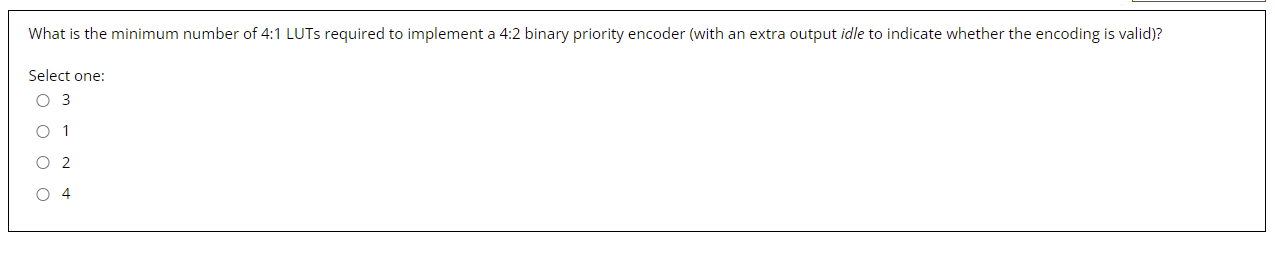 What is the minimum number of 4:1 LUTs required to implement a 4:2 binary priority encoder (with an extra output idle to indicate whether the encoding is valid)?
Select one:
3
1
2
4